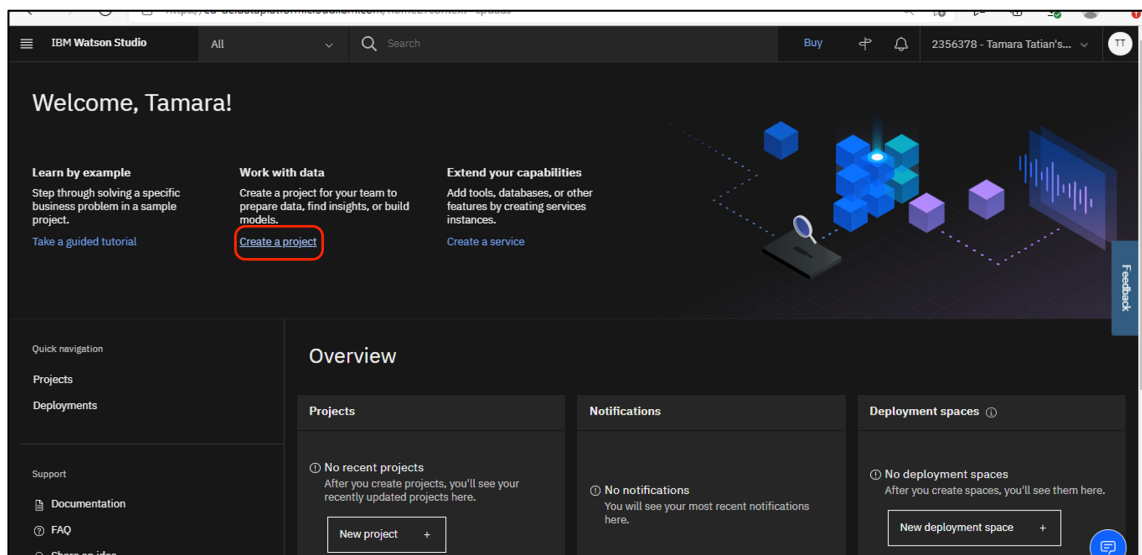 IBM Watson Studio
All
Search
Buy
2356378 - Tamara Tatian's...
TT
Welcome, Tamara!
Learn by example
Step through solving a specific
business problem in a sample
project.
Take a guided tutorial
Work with data
Create a project for your team to
prepare data, find insights, or build
models.
Create a project
Extend your capabilities
Add tools, databases, or other
features by creating services
instances.
Create a service
Feedback
Quick navigation
Projects
Deployments
Support
Documentation
FAQ
Share an idea
Overview
Projects
No recent projects
After you create projects, you'll see your
recently updated projects here.
New project +
Notifications
No notifications
You will see your most recent notifications
here.
Deployment spaces
No deployment spaces
After you create spaces, you'll see them here.
New deployment space +